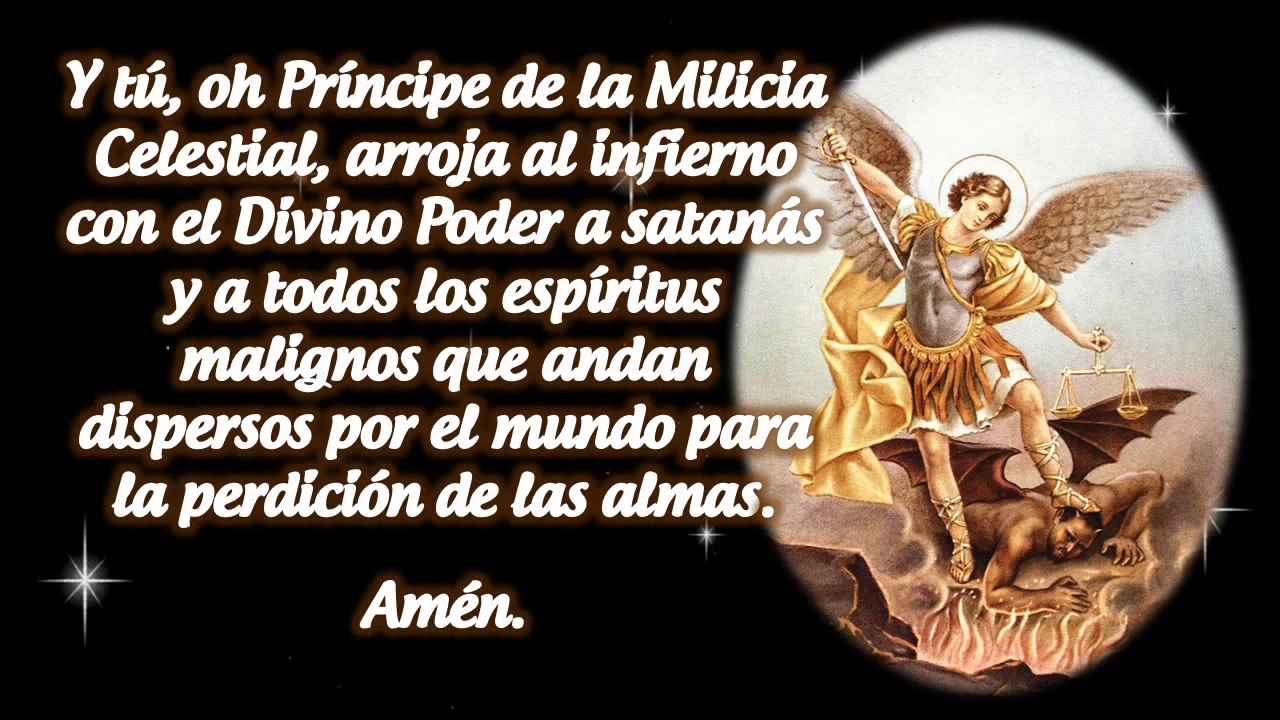 Y tú, oh Príncipe de la Milicia
Celestial, arroja al infierno
con el Divino Poder a satanás
y a todos los espíritus
malignos que andan
dispersos por el mundo para
la perdición de las almas.
Amén.